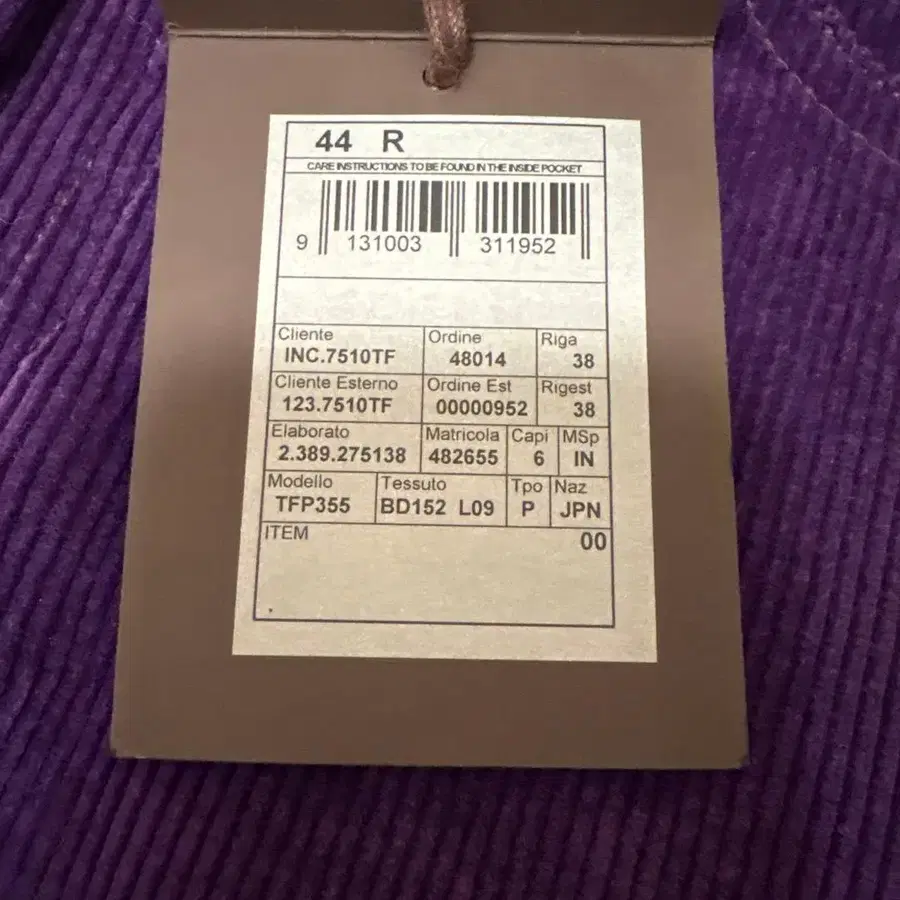 44 R
CARE INSTRUCTIONS TO BE FOUND IN THE INSIDE POCKET
9 131003 311952
Cliente Ordine Riga
INC.7510TF 48014 38
Cliente Esterno Ordine Est Rigest
123.7510TF 00000952 38
Elaborato Matricola Capi MSp
2.389.275138 482655 6 IN
Modello Tessuto Tpo Naz
TFP355 BD152 L09 P JPN
ITEM 00
.